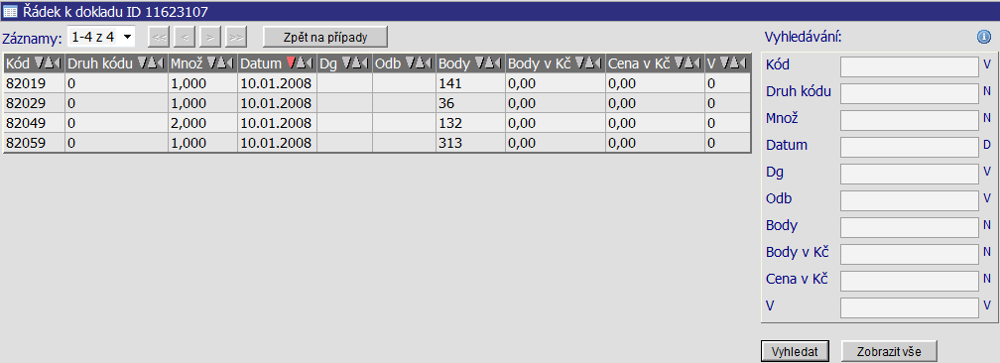 Řádek k dokladu ID 11623107
Záznamy: 1-4 z 4 << < > >> Zpět na případy
Kód Druh kódu Množ Datum Dg Odb Body Body v Kč Cena v Kč V
82019 0 1,000 10.01.2008 141 0,00 0,00 0
82029 0 1,000 10.01.2008 36 0,00 0,00 0
82049 0 2,000 10.01.2008 132 0,00 0,00 0
82059 0 1,000 10.01.2008 313 0,00 0,00 0
Vyhledávání: i
Kód V
Druh kódu N
Množ N
Datum D
Dg V
Odb V
Body N
Body v Kč N
Cena v Kč N
V V
Vyhledat Zobrazit vše